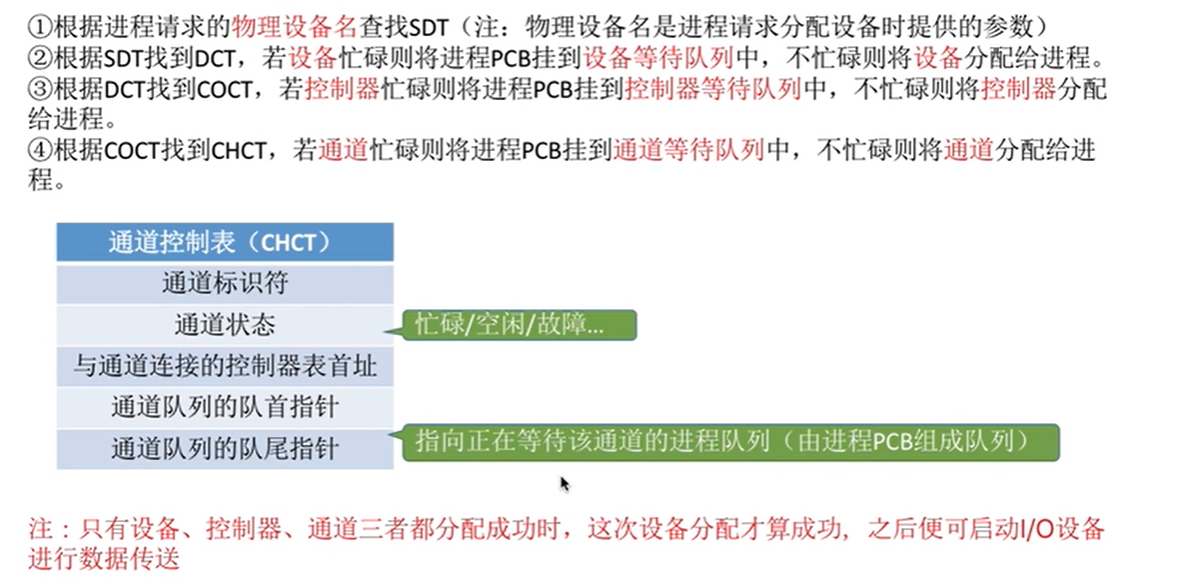 ①根据进程请求的物理设备名查找SDT（注：物理设备名是进程请求分配设备时提供的参数）
②根据SDT找到DCT，若设备忙碌则将进程PCB挂到设备等待队列中，不忙碌则将设备分配给进程。
③根据DCT找到COCT，若控制器忙碌则将进程PCB挂到控制器等待队列中，不忙碌则将控制器分配
给进程。
④根据COCT找到CHCT，若通道忙碌则将进程PCB挂到通道等待队列中，不忙碌则将通道分配给进
程。
通道控制表（CHCT）
通道标识符
通道状态
忙碌/空闲/故障...
与通道连接的控制器表首址
通道队列的队首指针
通道队列的队尾指针
指向正在等待该通道的进程队列（由进程PCB组成队列）
注：只有设备、控制器、通道三者都分配成功时，这次设备分配才算成功，之后便可启动I/O设备
进行数据传送